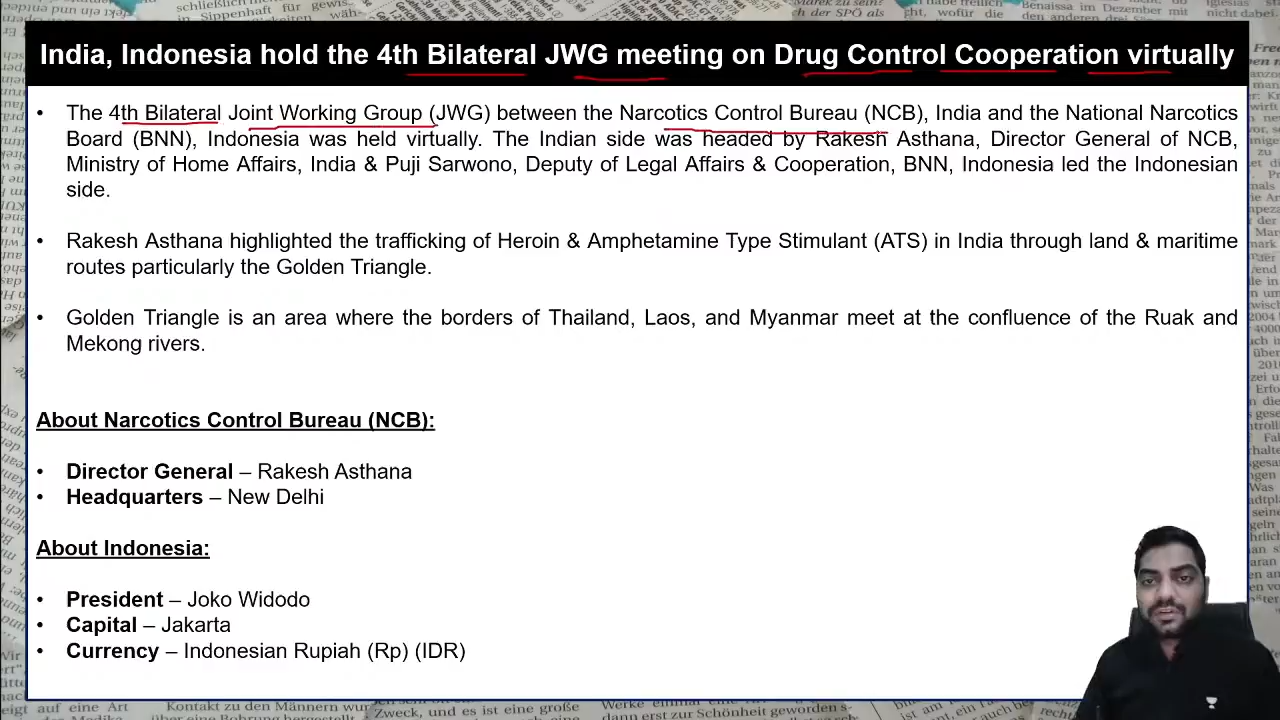 India, Indonesia hold the 4th Bilateral JWG meeting on Drug Control Cooperation virtually
• The 4th Bilateral Joint Working Group (JWG) between the Narcotics Control Bureau (NCB), India and the National Narcotics
Board (BNN), Indonesia was held virtually. The Indian side was headed by Rakesh Asthana, Director General of NCB,
Ministry of Home Affairs, India & Puji Sarwono, Deputy of Legal Affairs & Cooperation, BNN, Indonesia led the Indonesian
side.
• Rakesh Asthana highlighted the trafficking of Heroin & Amphetamine Type Stimulant (ATS) in India through land & maritime
routes particularly the Golden Triangle.
• Golden Triangle is an area where the borders of Thailand, Laos, and Myanmar meet at the confluence of the Ruak and
Mekong rivers.
About Narcotics Control Bureau (NCB):
• Director General – Rakesh Asthana
• Headquarters – New Delhi
About Indonesia:
• President – Joko Widodo
• Capital – Jakarta
• Currency – Indonesian Rupiah (Rp) (IDR)